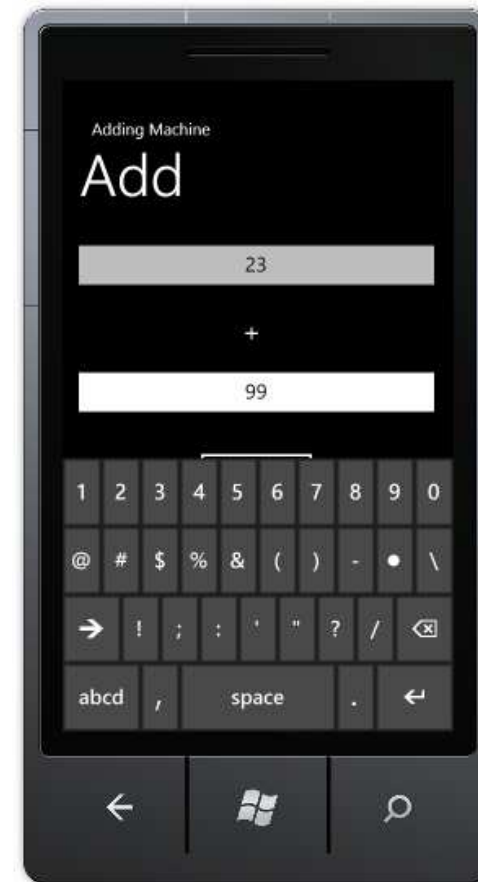 Adding Machine
Add
23
+
99
1 2 3 4 5 6 7 8 9 0
@ # $ % & ( ) - • \
! ; : ' " ? /
abcd , space .